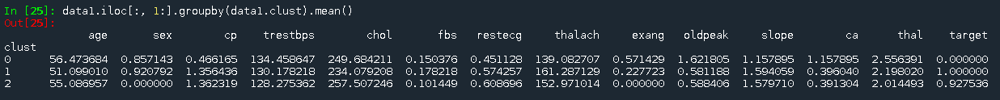 In [25]: data1.iloc[:, 1:].groupby(data1.clust).mean()
Out[25]:
age sex cp trestbps chol fbs restecg thalach exang oldpeak slope ca thal target
clust
0 56.473684 0.857143 0.466165 134.458647 249.684211 0.150376 0.451128 139.082707 0.571429 1.621805 1.157895 1.157895 2.556391 0.000000
1 51.099010 0.920792 1.356436 130.178218 234.079208 0.178218 0.574257 161.287129 0.227723 0.581188 1.594059 0.396040 2.198020 1.000000
2 55.086957 0.000000 1.362319 128.275362 257.507246 0.101449 0.608696 152.971014 0.000000 0.588406 1.579710 0.391304 2.014493 0.927536